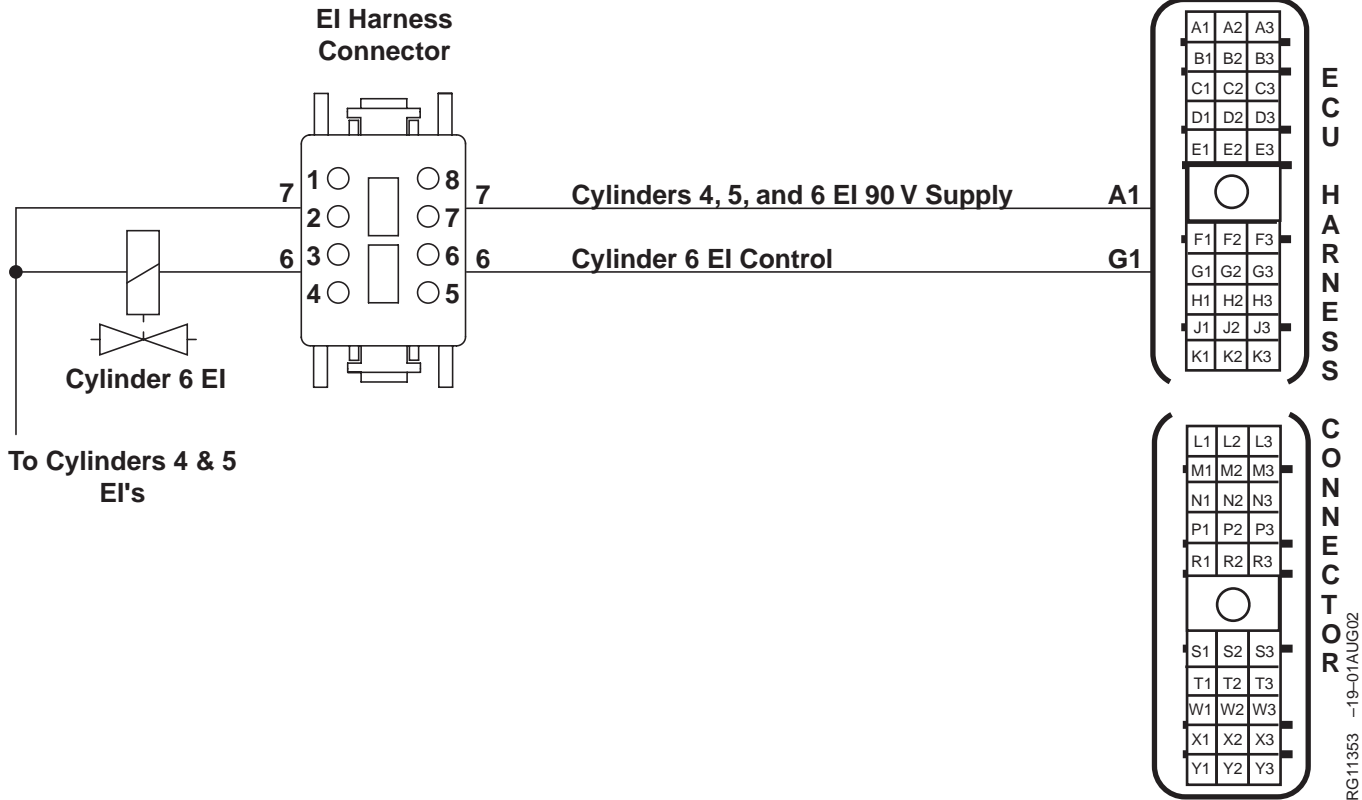 EI Harness
Connector
1
8
2
7
3
6
4
5
7
7
Cylinders 4, 5, and 6 EI 90 V Supply
A1
6
6
Cylinder 6 EI Control
G1
Cylinder 6 EI
To Cylinders 4 & 5
EI's
A1 A2 A3
B1 B2 B3
C1 C2 C3
D1 D2 D3
E1 E2 E3
F1 F2 F3
G1 G2 G3
H1 H2 H3
J1 J2 J3
K1 K2 K3
L1 L2 L3
M1 M2 M3
N1 N2 N3
P1 P2 P3
R1 R2 R3
S1 S2 S3
T1 T2 T3
W1 W2 W3
X1 X2 X3
Y1 Y2 Y3
ECU HARNESS CONNECTOR
RG11353 –19–01AUG02